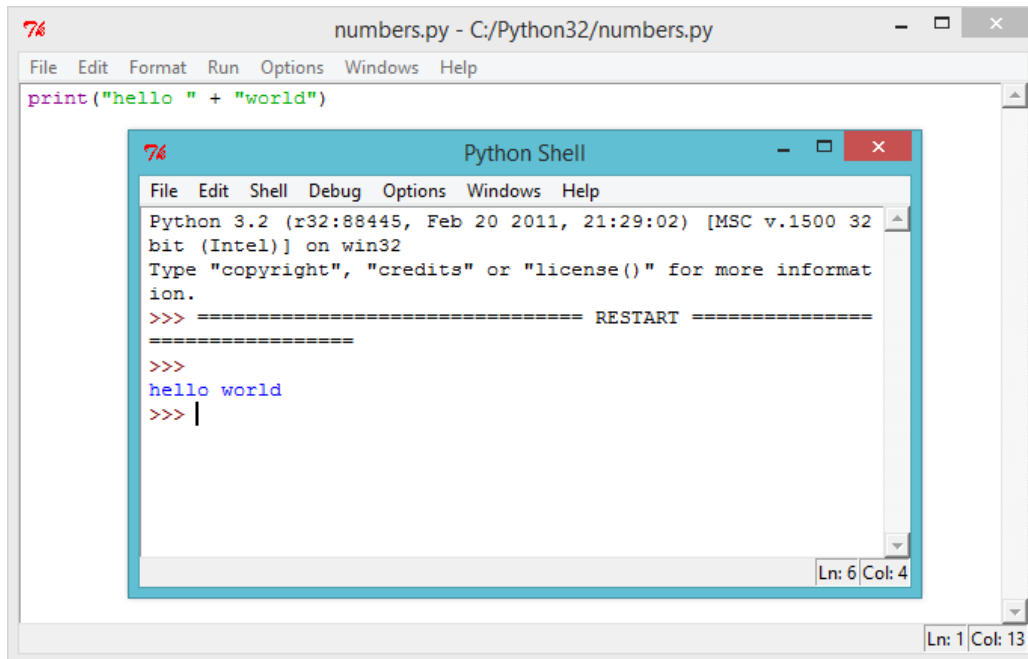 numbers.py - C:/Python32/numbers.py
File Edit Format Run Options Windows Help
print("hello " + "world")
Python Shell
File Edit Shell Debug Options Windows Help
Python 3.2 (r32:88445, Feb 20 2011, 21:29:02) [MSC v.1500 32
bit (Intel)] on win32
Type "copyright", "credits" or "license()" for more informat
ion.
>>> ================================ RESTART ===============
=================
>>>
hello world
>>>
Ln: 6 Col: 4
Ln: 1 Col: 13